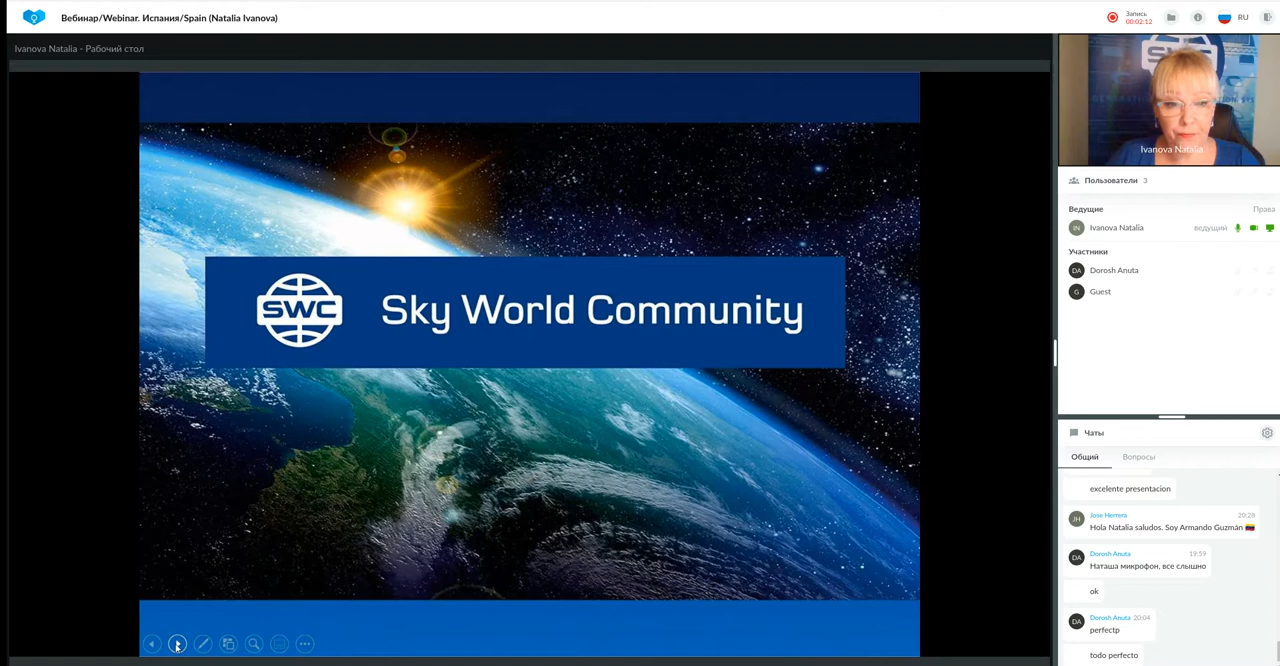 Вебинар/Webinar. Испания/Spain (Natalia Ivanova)
Запись
00:02:12
RU
Ivanova Natalia - Рабочий стол
SWC
Sky World Community
SWC
Ivanova Natalia
Пользователи 3
Ведущие Права
IN Ivanova Natalia ведущий
Участники
DA Dorosh Anuta
G Guest
Чаты
Общий Вопросы
excelente presentacion
JH Jose Herrera 20:28
Hola Natalia saludos. Soy Armando Guzmán
DA Dorosh Anuta 19:59
Наташа микрофон, все слышно
ok
DA Dorosh Anuta 20:04
perfectp
todo perfecto